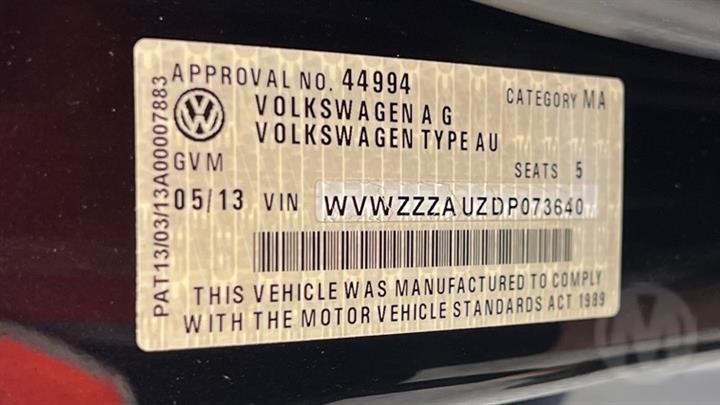 APPROVAL NO. 44994
CATEGORY MA
VOLKSWAGEN A G
VOLKSWAGEN TYPE AU
GVM
SEATS 5
05/13 VIN WVWZZZAUZDP073640
THIS VEHICLE WAS MANUFACTURED TO COMPLY
WITH THE MOTOR VEHICLE STANDARDS ACT 1989
PAT13/03/13A00007883
M